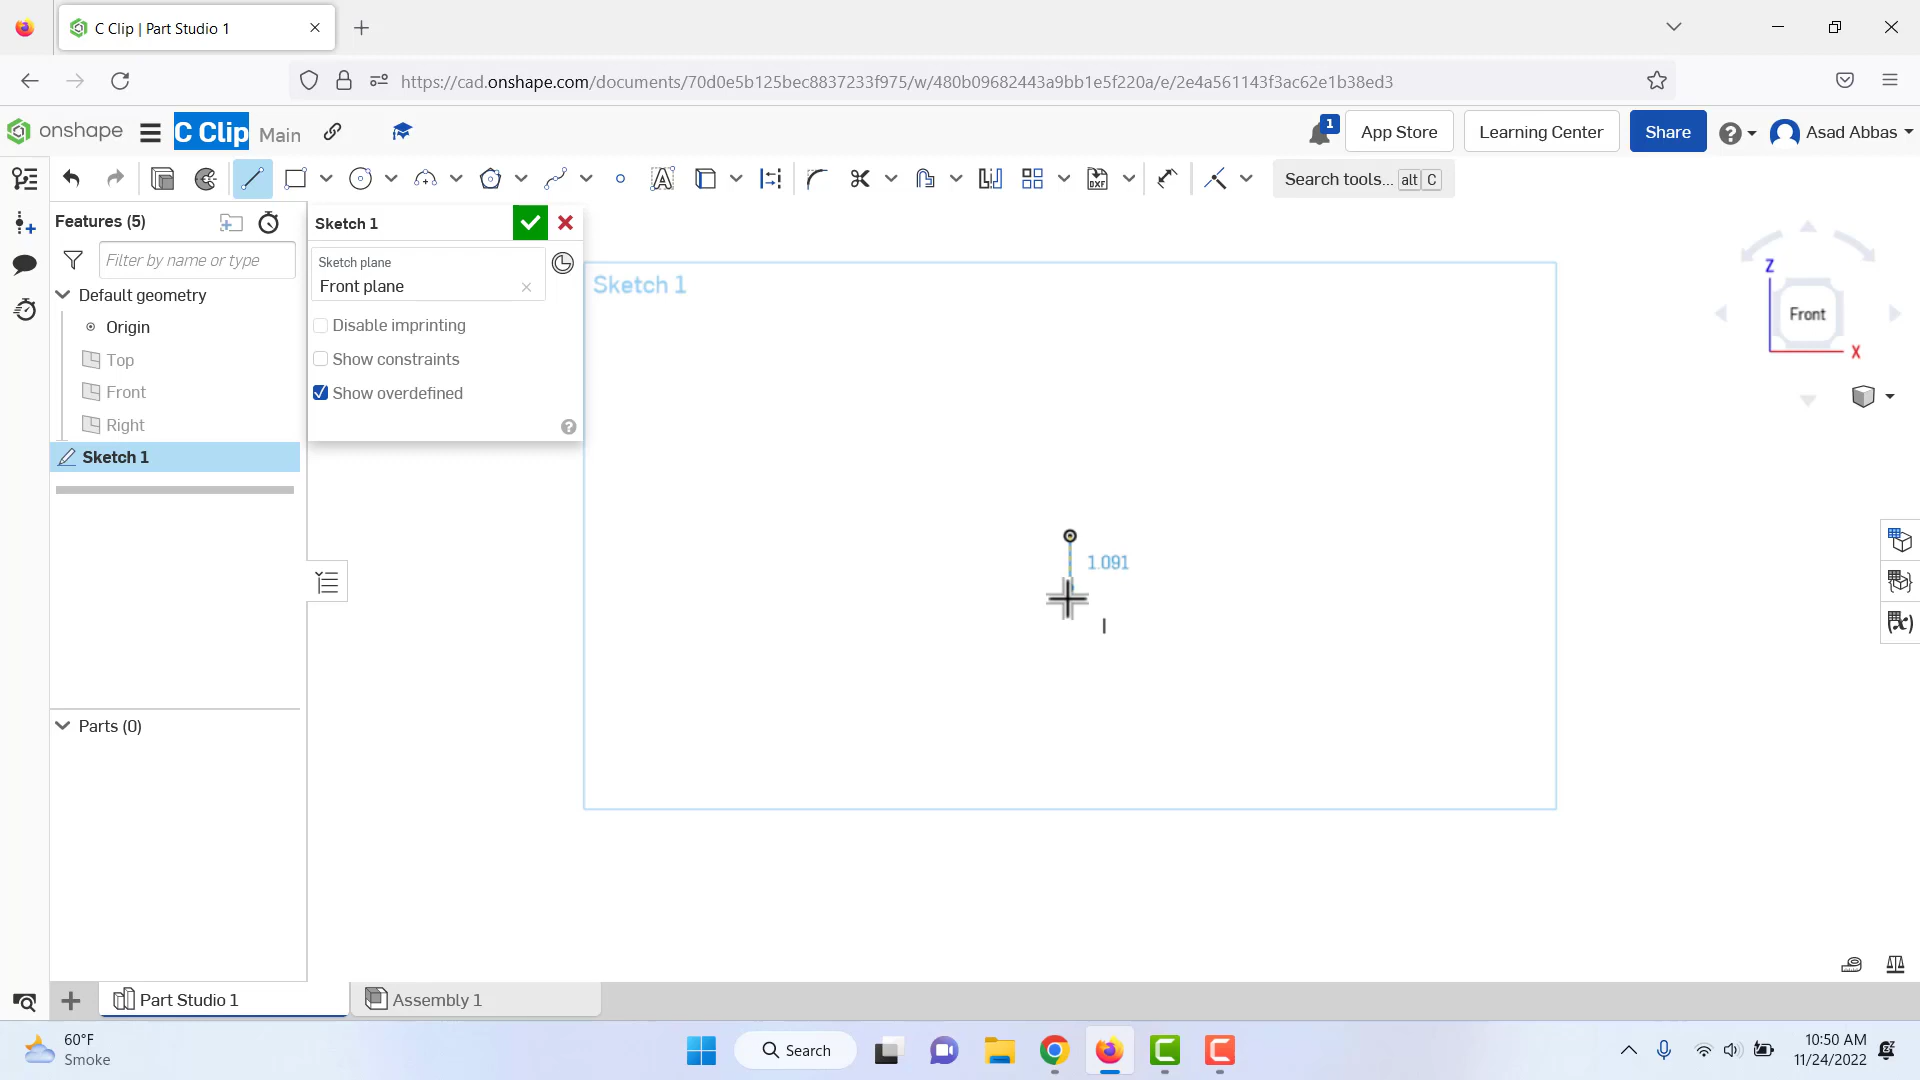 C Clip | Part Studio 1
https://cad.onshape.com/documents/70d0e5b125bec8837233f975/w/480b09682443a9bb1e5f220a/e/2e4a561143f3ac62e1b38ed3
onshape
C Clip
Main
1
App Store
Learning Center
Share
Asad Abbas
DXF
Search tools...
alt
C
Features (5)
Filter by name or type
Default geometry
Origin
Top
Front
Right
Sketch 1
Sketch 1
Sketch plane
Front plane
Disable imprinting
Show constraints
Show overdefined
Sketch 1
Z
Front
X
1.091
Parts (0)
Part Studio 1
Assembly 1
60°F
Smoke
Search
10:50 AM
11/24/2022